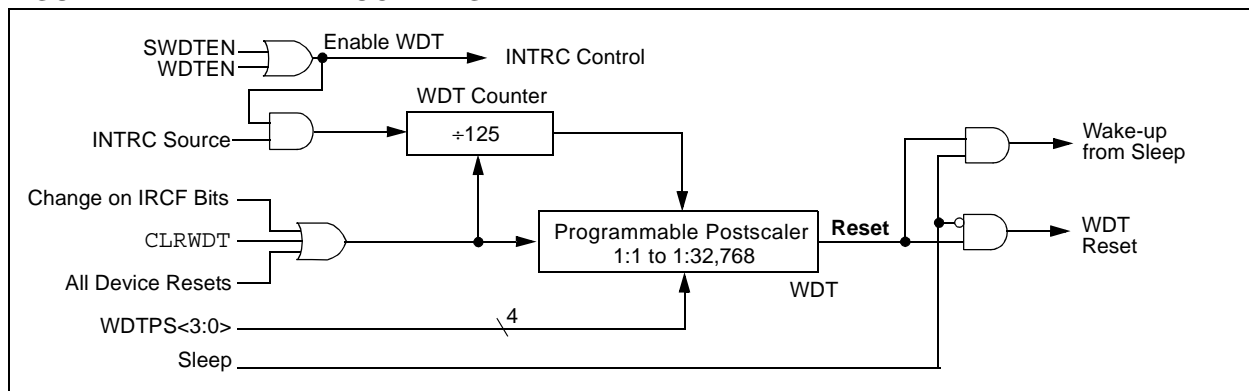 SWDTEN
WDTEN
Enable WDT
INTRC Control
WDT Counter
INTRC Source
÷125
Wake-up
from Sleep
Change on IRCF Bits
CLRWDT
Programmable Postscaler
1:1 to 1:32,768
Reset
WDT
Reset
All Device Resets
WDT
WDTPS<3:0>
4
Sleep